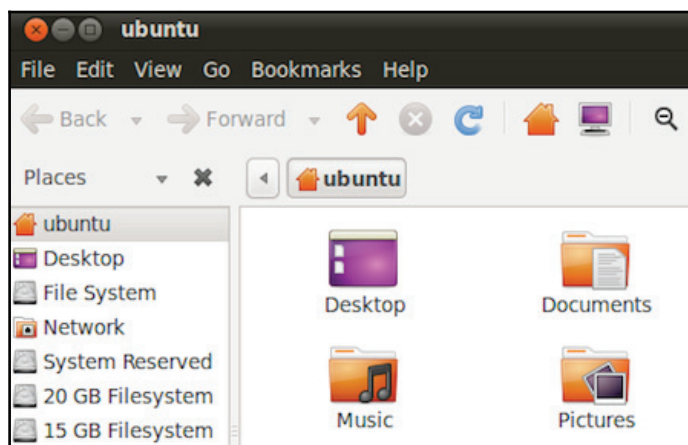 ubuntu
File Edit View Go Bookmarks Help
Back Forward
Places
ubuntu
ubuntu
Desktop
File System
Network
System Reserved
20 GB Filesystem
15 GB Filesystem
Desktop
Documents
Music
Pictures